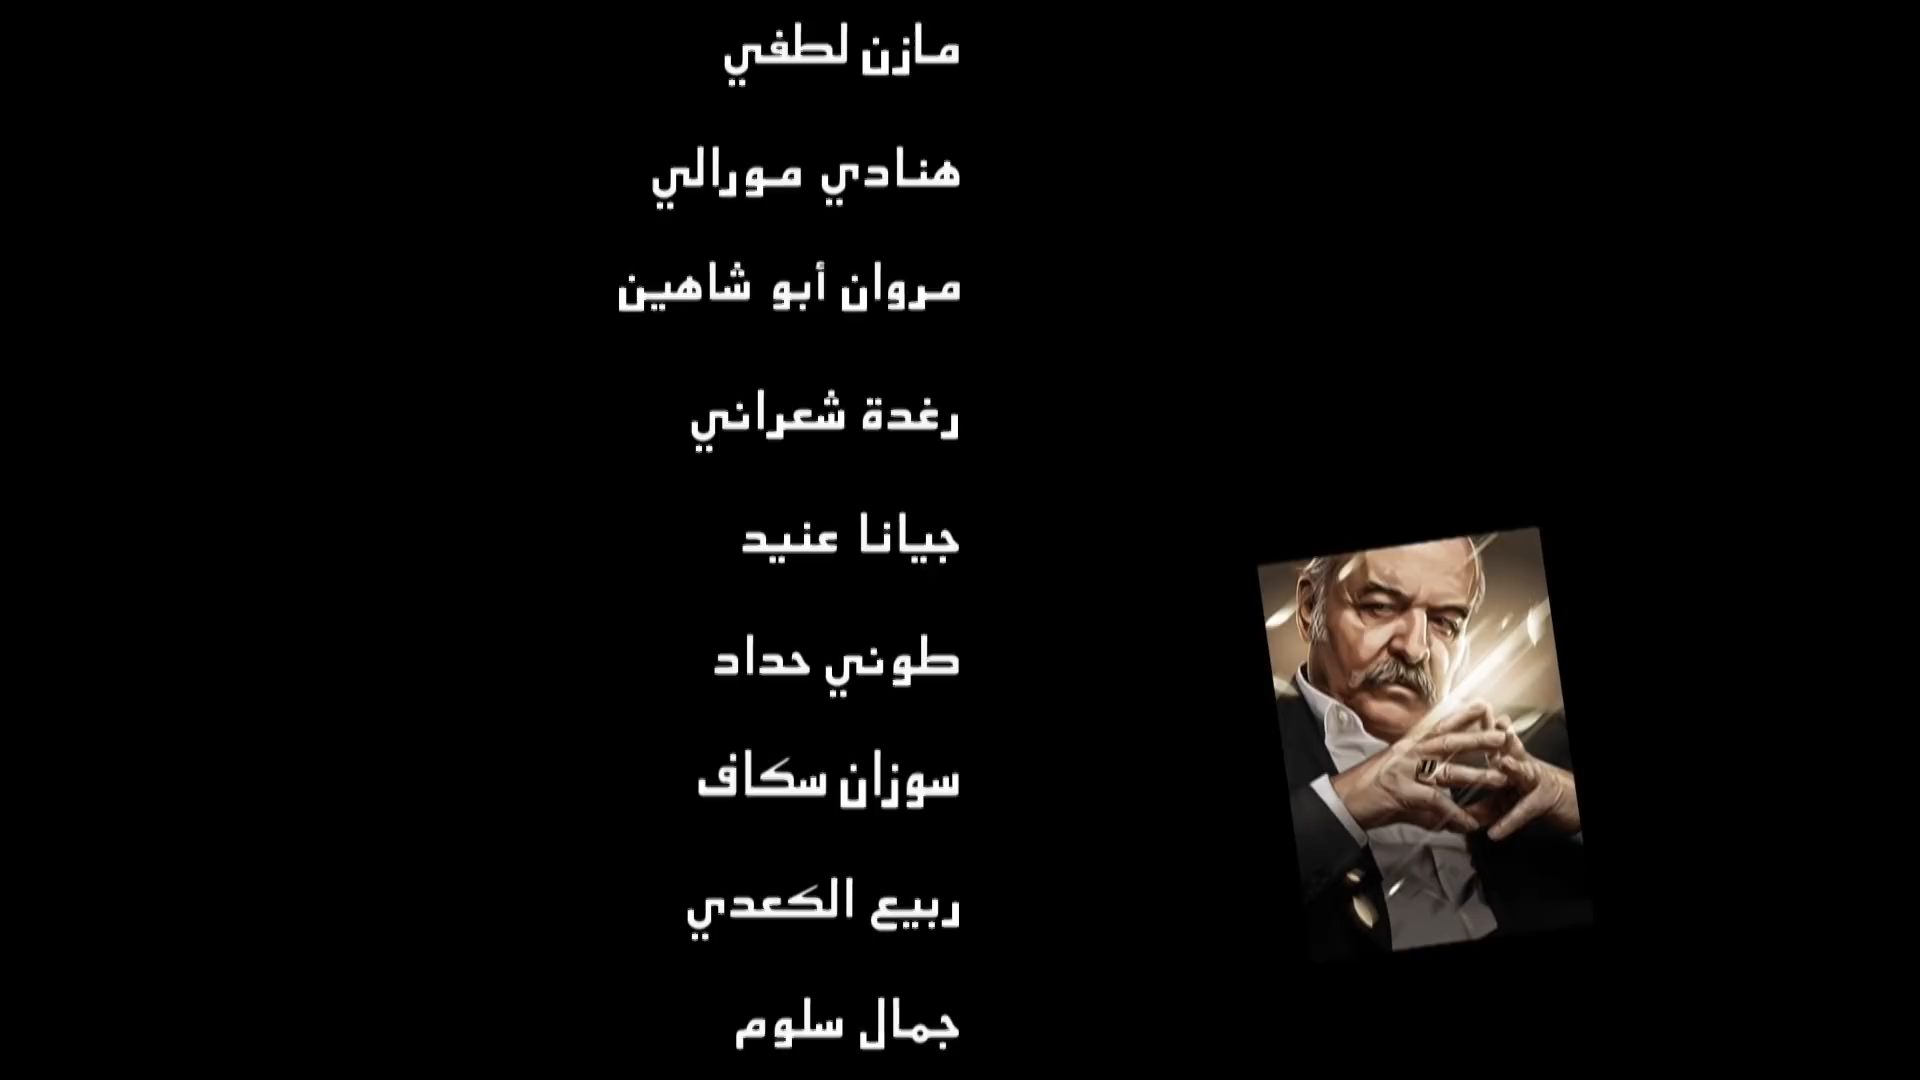 مازن لطفي
هنادي مورالي
مروان أبو شاهين
رغدة شعراني
جيانا عنيد
طوني حداد
سوزان سكاف
ربيع الكعدي
جمال سلوم